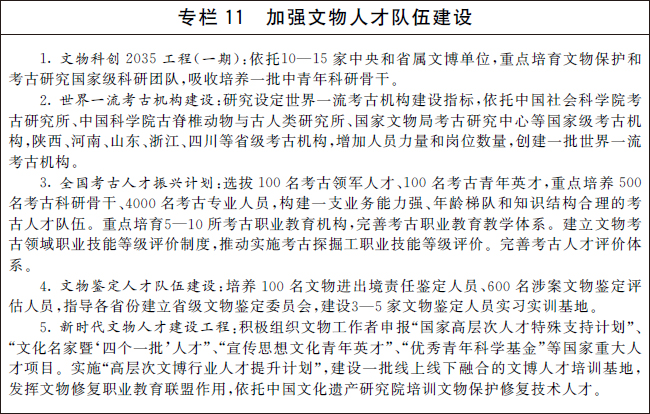 专栏 11 加强文物人才队伍建设
1. 文物科创 2035 工程(一期):依托10—15 家中央和省属文博单位,重点培育文物保护和
考古研究国家级科研团队,吸收培养一批中青年科研骨干。
2. 世界一流考古机构建设:研究设定世界一流考古机构建设指标,依托中国社会科学院考
古研究所、中国科学院古脊椎动物与古人类研究所、国家文物局考古研究中心等国家级考古机
构,陕西、河南、山东、浙江、四川等省级考古机构,增加人员力量和岗位数量,创建一批世界一流
考古机构。
3. 全国考古人才振兴计划:选拔 100 名考古领军人才、100 名考古青年英才,重点培养 500
名考古科研骨干、4000 名考古专业人员,构建一支业务能力强、年龄梯队和知识结构合理的考
古人才队伍。重点培育5—10 所考古职业教育机构,完善考古职业教育教学体系。建立文物考
古领域职业技能等级评价制度,推动实施考古探掘工职业技能等级评价。完善考古人才评价体
系。
4. 文物鉴定人才队伍建设:培养 100 名文物进出境责任鉴定人员、600 名涉案文物鉴定评
估人员,指导各省份建立省级文物鉴定委员会,建设3—5 家文物鉴定人员实习实训基地。
5. 新时代文物人才建设工程:积极组织文物工作者申报“国家高层次人才特殊支持计划”、
“文化名家暨‘四个一批’人才”、“宣传思想文化青年英才”、“优秀青年科学基金”等国家重大人
才项目。实施“高层次文博行业人才提升计划”,建设一批线上线下融合的文博人才培训基地,
发挥文物修复职业教育联盟作用,依托中国文化遗产研究院培训文物保护修复技术人才。